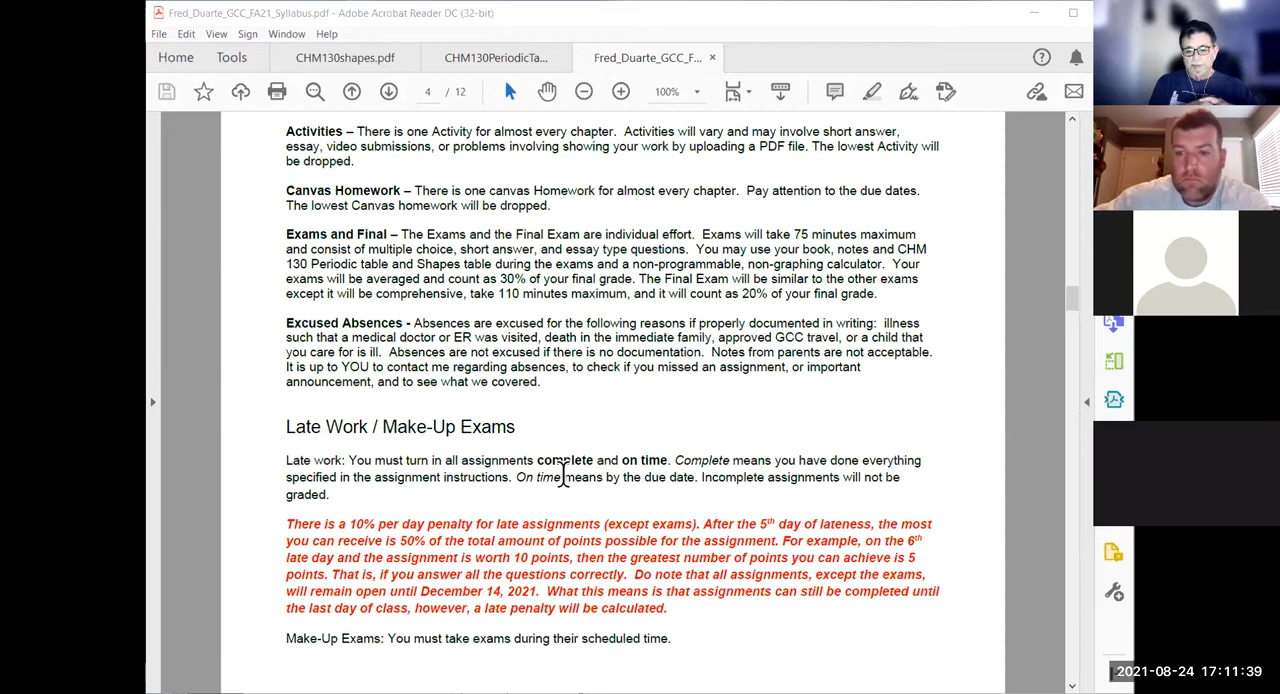 Fred_Duarte_GCC_FA21_Syllabus.pdf - Adobe Acrobat Reader DC (32-bit)
File Edit View Sign Window Help
Home Tools CHM130shapes.pdf CHM130PeriodicTa... Fred_Duarte_GCC_F... ×
4 / 12 100%
Activities – There is one Activity for almost every chapter. Activities will vary and may involve short answer,
essay, video submissions, or problems involving showing your work by uploading a PDF file. The lowest Activity will
be dropped.
Canvas Homework – There is one canvas Homework for almost every chapter. Pay attention to the due dates.
The lowest Canvas homework will be dropped.
Exams and Final – The Exams and the Final Exam are individual effort. Exams will take 75 minutes maximum
and consist of multiple choice, short answer, and essay type questions. You may use your book, notes and CHM
130 Periodic table and Shapes table during the exams and a non-programmable, non-graphing calculator. Your
exams will be averaged and count as 30% of your final grade. The Final Exam will be similar to the other exams
except it will be comprehensive, take 110 minutes maximum, and it will count as 20% of your final grade.
Excused Absences - Absences are excused for the following reasons if properly documented in writing: illness
such that a medical doctor or ER was visited, death in the immediate family, approved GCC travel, or a child that
you care for is ill. Absences are not excused if there is no documentation. Notes from parents are not acceptable.
It is up to YOU to contact me regarding absences, to check if you missed an assignment, or important
announcement, and to see what we covered.
Late Work / Make-Up Exams
Late work: You must turn in all assignments complete and on time. Complete means you have done everything
specified in the assignment instructions. On time means by the due date. Incomplete assignments will not be
graded.
There is a 10% per day penalty for late assignments (except exams). After the 5th day of lateness, the most
you can receive is 50% of the total amount of points possible for the assignment. For example, on the 6th
late day and the assignment is worth 10 points, then the greatest number of points you can achieve is 5
points. That is, if you answer all the questions correctly. Do note that all assignments, except the exams,
will remain open until December 14, 2021. What this means is that assignments can still be completed until
the last day of class, however, a late penalty will be calculated.
Make-Up Exams: You must take exams during their scheduled time.
2021-08-24 17:11:39